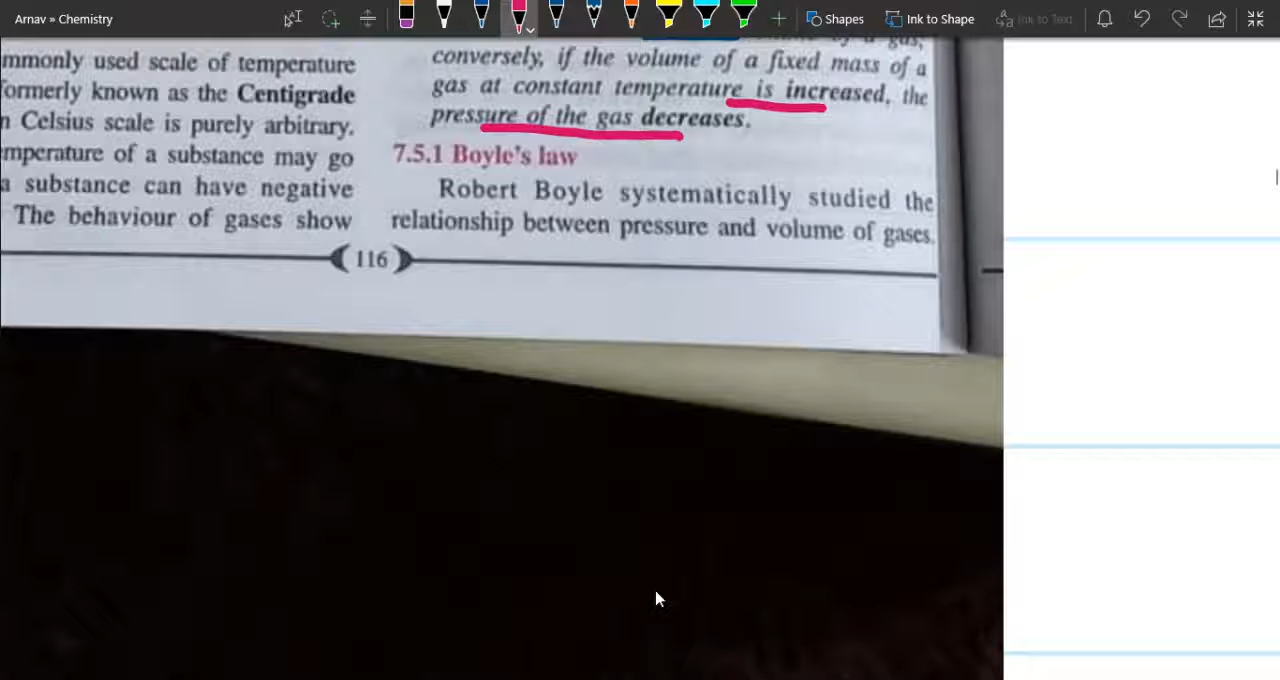 Arnav » Chemistry
Shapes
Ink to Shape
Ink to Text
mmonly used scale of temperature
formerly known as the Centigrade
n Celsius scale is purely arbitrary.
mperature of a substance may go
a substance can have negative
The behaviour of gases show
gas,
conversely, if the volume of a fixed mass of a
gas at constant temperature is increased, the
pressure of the gas decreases.
7.5.1 Boyle's law
Robert Boyle systematically studied the
relationship between pressure and volume of gases.
116